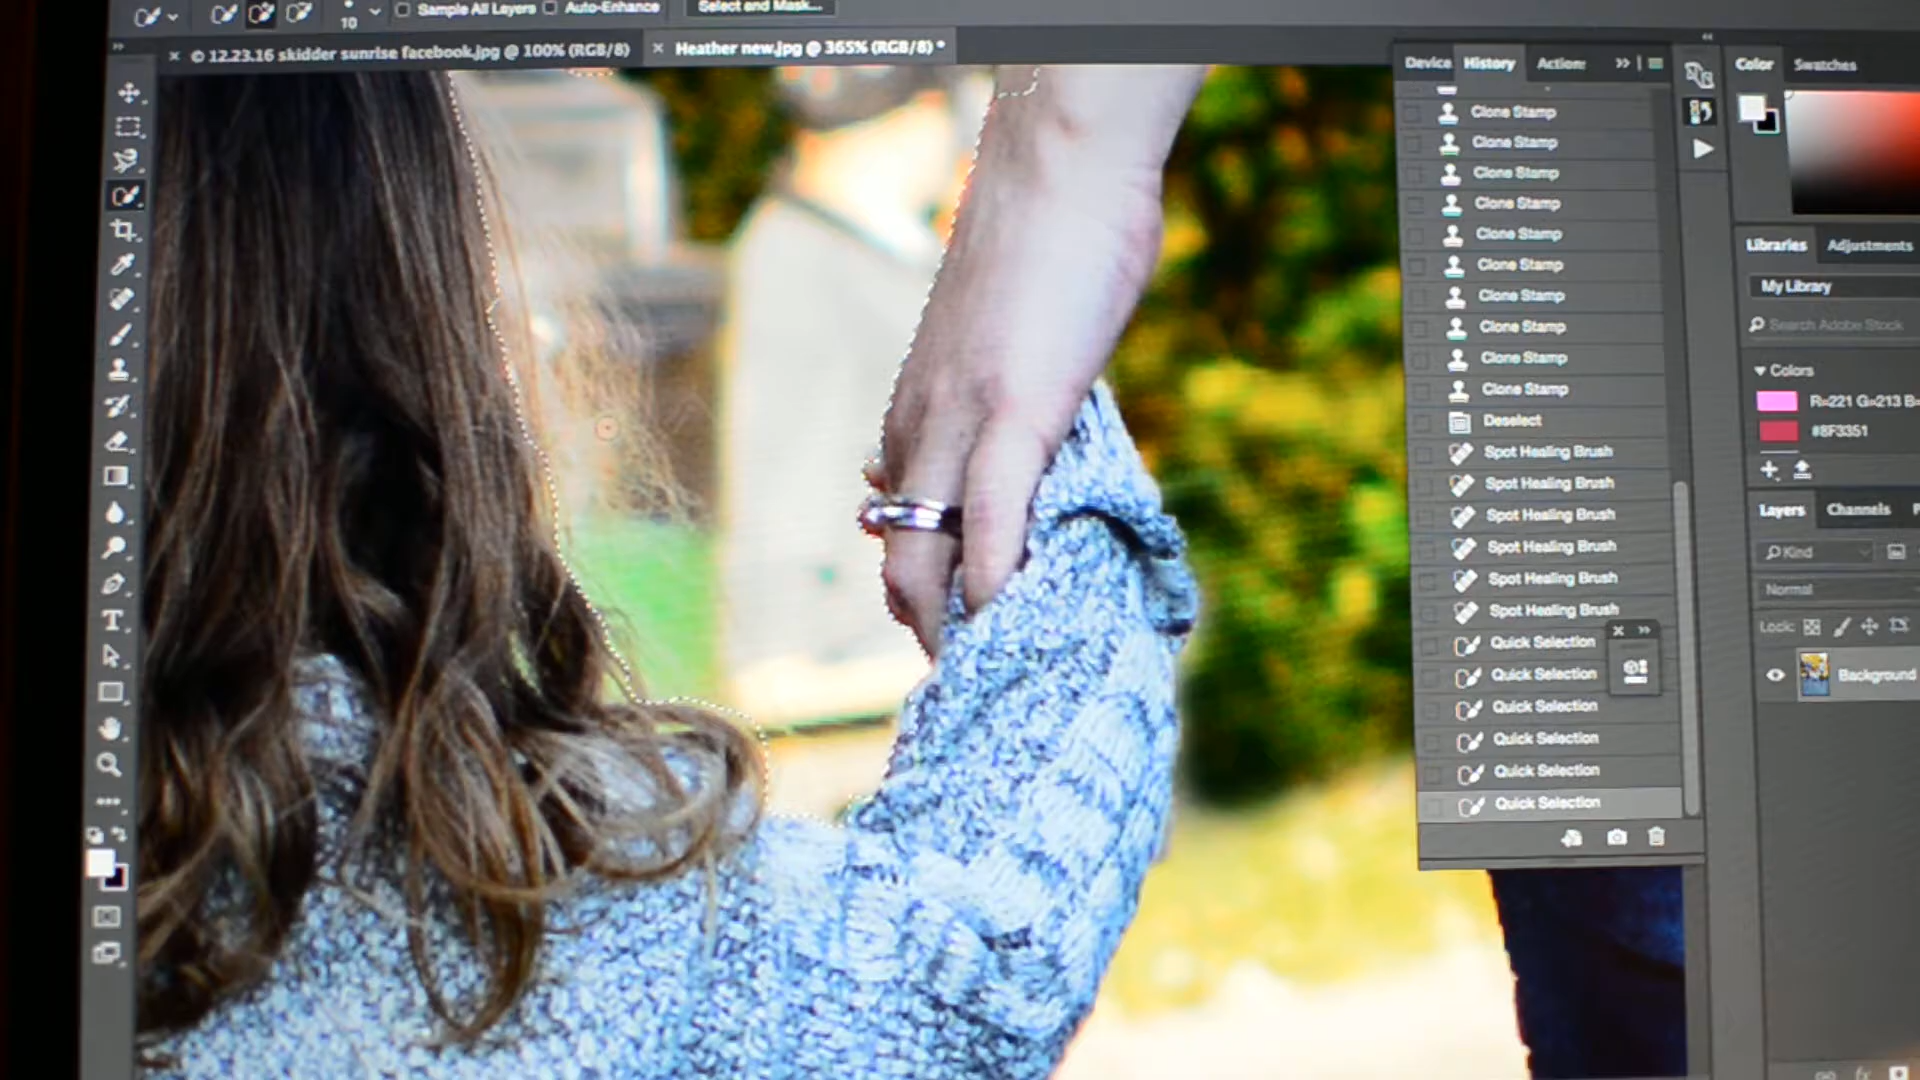 10
Sample All Layers
Auto-Enhance
Select and Mask...
× © 12.23.16 skidder sunrise facebook.jpg @ 100% (RGB/8)
× Heather new.jpg @ 365% (RGB/8) *
Device
History
Actions
Clone Stamp
Clone Stamp
Clone Stamp
Clone Stamp
Clone Stamp
Clone Stamp
Clone Stamp
Clone Stamp
Clone Stamp
Clone Stamp
Deselect
Spot Healing Brush
Spot Healing Brush
Spot Healing Brush
Spot Healing Brush
Spot Healing Brush
Spot Healing Brush
Quick Selection
Quick Selection
Quick Selection
Quick Selection
Quick Selection
Quick Selection
Color
Swatches
Libraries
Adjustments
My Library
Search Adobe Stock
Colors
R=221 G=213 B=
#8F3351
Layers
Channels
P
Kind
Normal
Lock:
Background
fx